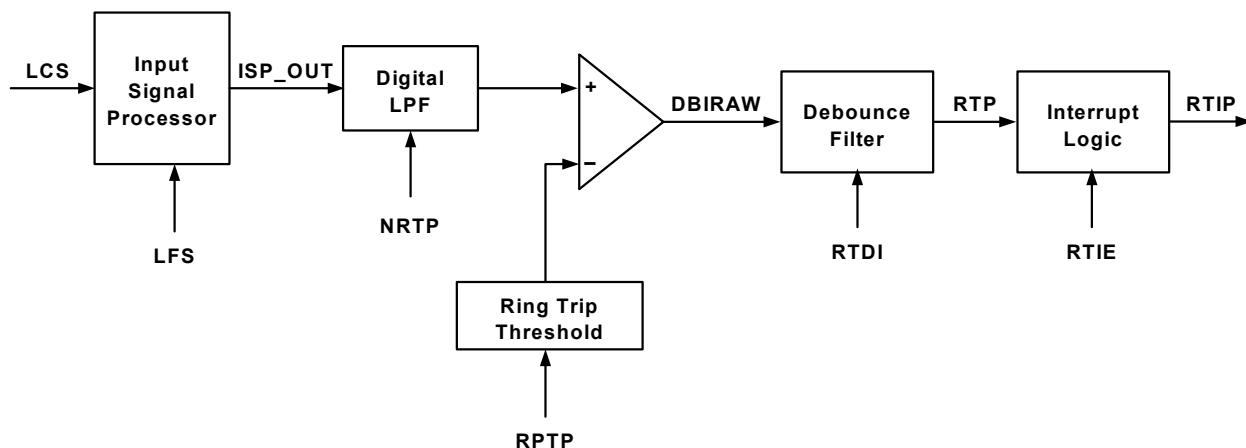 LCS
Input
Signal
Processor
LFS
ISP_OUT
Digital
LPF
NRTP
+
–
Ring Trip
Threshold
RPTP
DBIRAW
Debounce
Filter
RTDI
RTP
Interrupt
Logic
RTIE
RTIP